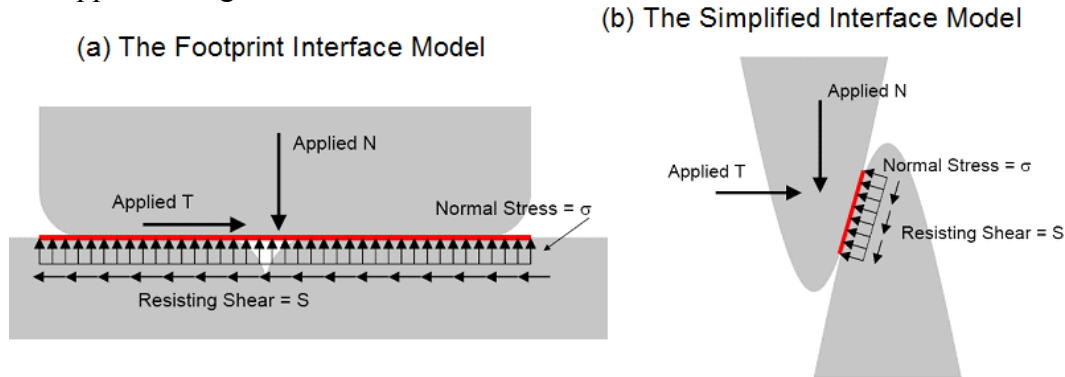 (b) The Simplified Interface Model
(a) The Footprint Interface Model
Applied N
Applied T
Normal Stress = σ
Resisting Shear = S
Applied N
Applied T
Normal Stress = σ
Resisting Shear = S